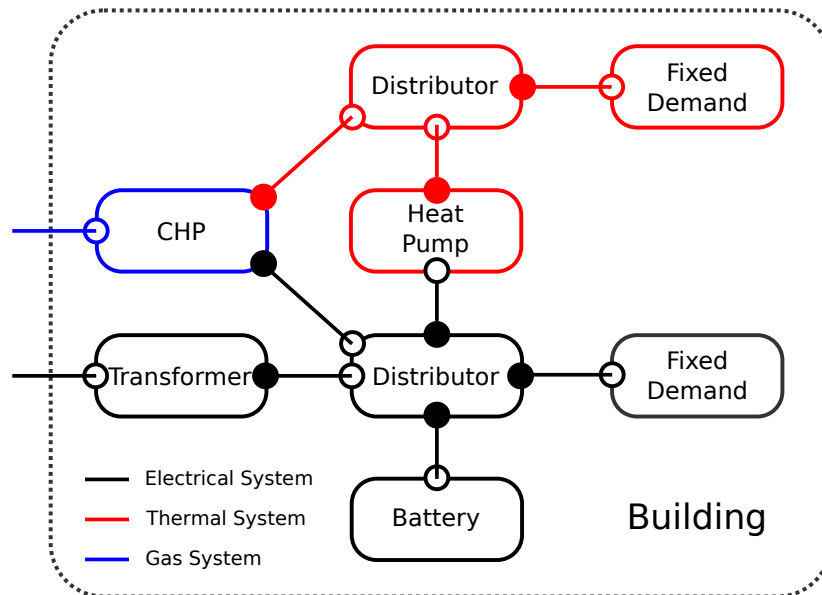 Distributor
Fixed
Demand
CHP
Heat
Pump
Transformer
Distributor
Fixed
Demand
Electrical System
Thermal System
Gas System
Battery
Building